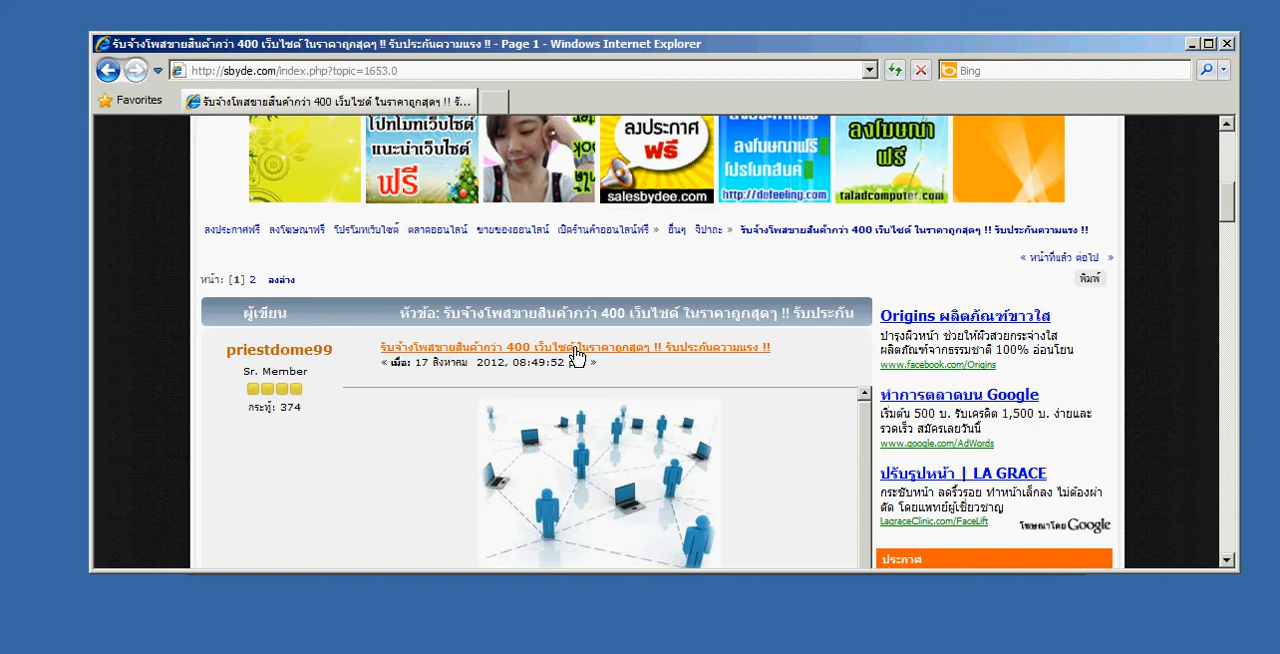 รับจ้างโพสขายสินค้ากว่า 400 เว็บไซต์ ในราคาถูกสุดๆ !! รับประกันความแรง !! - Page 1 - Windows Internet Explorer
http://sbyde.com/index.php?topic=1653.0
Bing
Favorites
รับจ้างโพสขายสินค้ากว่า 400 เว็บไซต์ ในราคาถูกสุดๆ !! รั...
โปรโมทเว็บไซต์
แนะนำเว็บไซต์
ฟรี
ลงประกาศ
ฟรี
salesbydee.com
ลงโฆษณาฟรี
โปรโมทสินค้
http://defeeling.com/
ลงโฆษณา
ฟรี
taladcomputer.com
ลงประกาศฟรี ลงโฆษณาฟรี โปรโมทเว็บไซต์ ตลาดออนไลน์ ขายของออนไลน์ เปิดร้านค้าออนไลน์ฟรี » อื่นๆ จิปาถะ » รับจ้างโพสขายสินค้ากว่า 400 เว็บไซต์ ในราคาถูกสุดๆ !! รับประกันความแรง !!
« หน้าที่แล้ว ต่อไป »
หน้า: [1] 2 ลงล่าง
พิมพ์
ผู้เขียน
หัวข้อ: รับจ้างโพสขายสินค้ากว่า 400 เว็บไซต์ ในราคาถูกสุดๆ !! รับประกัน
priestdome99
Sr. Member
กระทู้: 374
รับจ้างโพสขายสินค้ากว่า 400 เว็บไซต์ ในราคาถูกสุดๆ !! รับประกันความแรง !!
« เมื่อ: 17 สิงหาคม 2012, 08:49:52 »
Origins ผลิตภัณฑ์ขาวใส
บำรุงผิวหน้า ช่วยให้ผิวสวยกระจ่างใส
ผลิตภัณฑ์จากธรรมชาติ 100% อ่อนโยน
www.facebook.com/Origins
ทำการตลาดบน Google
เริ่มต้น 500 บ. รับเครดิต 1,500 บ. ง่ายและ
รวดเร็ว สมัครเลยวันนี้
www.google.com/AdWords
ปรับรูปหน้า | LA GRACE
กระชับหน้า ลดริ้วรอย ทำหน้าเล็กลง ไม่ต้องผ่า
ตัด โดยแพทย์ผู้เชี่ยวชาญ
LagraceClinic.com/FaceLift
โฆษณาโดย Google
ประกาศ